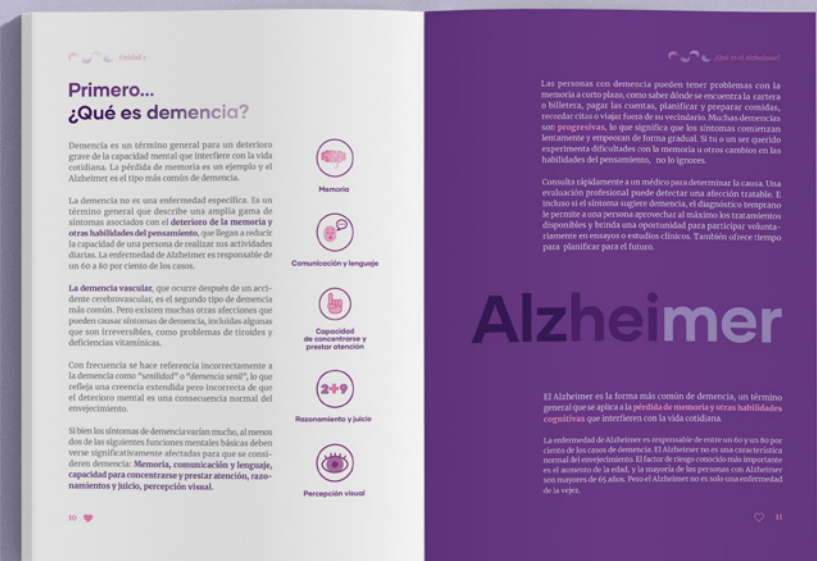 Unidad 1
Primero...
¿Qué es demencia?
Demencia es un término general para un deterioro
grave de la capacidad mental que interfiere con la vida
cotidiana. La pérdida de memoria es un ejemplo y el
Alzheimer es el tipo más común de demencia.
La demencia no es una enfermedad específica. Es un
término general que describe una amplia gama de
síntomas asociados con el deterioro de la memoria y
otras habilidades del pensamiento, que llegan a reducir
la capacidad de una persona de realizar sus actividades
diarias. La enfermedad de Alzheimer es responsable de
un 60 a 80 por ciento de los casos.
La demencia vascular, que ocurre después de un acci-
dente cerebrovascular, es el segundo tipo de demencia
más común. Pero existen muchas otras afecciones que
pueden causar síntomas de demencia, incluidas algunas
que son irreversibles, como problemas de tiroides y
deficiencias vitamínicas.
Con frecuencia se hace referencia incorrectamente a
la demencia como "senilidad" o "demencia senil", lo que
refleja una creencia extendida pero incorrecta de que
el deterioro mental es una consecuencia normal del
envejecimiento.
Si bien los síntomas de demencia varían mucho, al menos
dos de las siguientes funciones mentales básicas deben
verse significativamente afectadas para que se consi-
deren demencia: Memoria, comunicación y lenguaje,
capacidad para concentrarse y prestar atención, razo-
namientos y juicio, percepción visual.
10
Memoria
Comunicación y lenguaje
Capacidad
de concentrarse y
prestar atención
2+9
Razonamiento y juicio
Percepción visual
¿Qué es el Alzheimer?
Las personas con demencia pueden tener problemas con la
memoria a corto plazo, como saber dónde se encuentra la cartera
o billetera, pagar las cuentas, planificar y preparar comidas,
recordar citas o viajar fuera de su vecindario. Muchas demencias
son progresivas, lo que significa que los síntomas comienzan
lentamente y empeoran de forma gradual. Si tu o un ser querido
experimenta dificultades con la memoria u otros cambios en las
habilidades del pensamiento, no lo ignores.
Consulta rápidamente a un médico para determinar la causa. Una
evaluación profesional puede detectar una afección tratable. E
incluso si el síntoma sugiere demencia, el diagnóstico temprano
le permite a una persona aprovechar al máximo los tratamientos
disponibles y brinda una oportunidad para participar volunta-
riamente en ensayos o estudios clínicos. También ofrece tiempo
para planificar para el futuro.
Alzheimer
El Alzheimer es la forma más común de demencia, un término
general que se aplica a la pérdida de memoria y otras habilidades
cognitivas que interfieren con la vida cotidiana.
La enfermedad de Alzheimer es responsable de entre un 60 y un 80 por
ciento de los casos de demencia. El Alzheimer no es una característica
normal del envejecimiento. El factor de riesgo conocido más importante
es el aumento de la edad, y la mayoría de las personas con Alzheimer
son mayores de 65 años. Pero el Alzheimer no es solo una enfermedad
de la vejez.
11